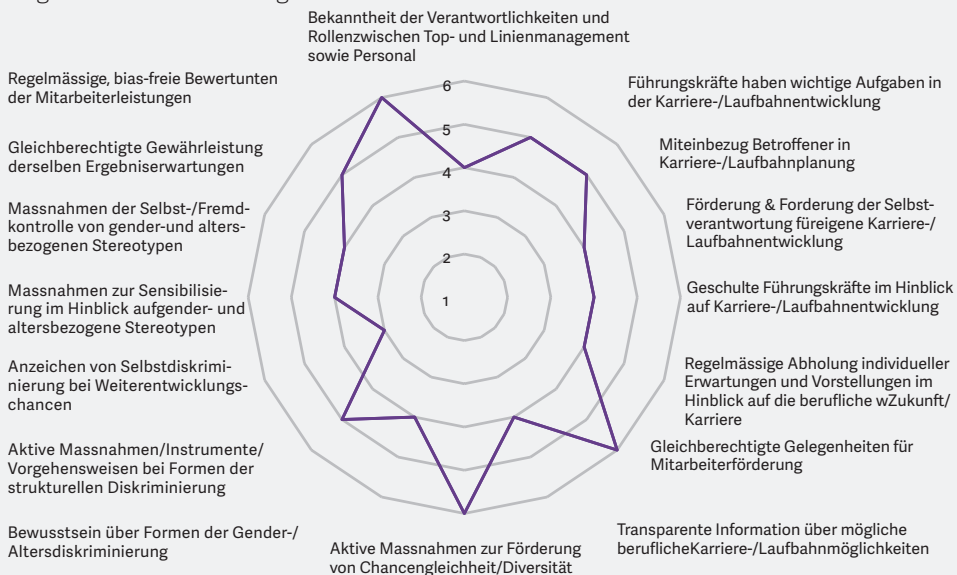 Bekanntheit der Verantwortlichkeiten und
Rollenzwischen Top- und Linienmanagement
sowie Personal
Führungskräfte haben wichtige Aufgaben in
der Karriere-/Laufbahnentwicklung
Miteinbezug Betroffener in
Karriere-/Laufbahnplanung
Förderung & Forderung der Selbst-
verantwortung füreigene Karriere-/
Laufbahnentwicklung
Geschulte Führungskräfte im Hinblick
auf Karriere-/Laufbahnentwicklung
Regelmässige Abholung individueller
Erwartungen und Vorstellungen im
Hinblick auf die berufliche wZukunft/
Karriere
Gleichberechtigte Gelegenheiten für
Mitarbeiterförderung
Transparente Information über mögliche
beruflicheKarriere-/Laufbahnmöglichkeiten
Aktive Massnahmen zur Förderung
von Chancengleichheit/Diversität
Bewusstsein über Formen der Gender-/
Altersdiskriminierung
Aktive Massnahmen/Instrumente/
Vorgehensweisen bei Formen der
strukturellen Diskriminierung
Anzeichen von Selbstdiskrimi-
nierung bei Weiterentwicklungs-
chancen
Massnahmen zur Sensibilisie-
rung im Hinblick aufgender- und
altersbezogene Stereotypen
Massnahmen der Selbst-/Fremd-
kontrolle von gender-und alters-
bezogenen Stereotypen
Gleichberechtigte Gewährleistung
derselben Ergebniserwartungen
Regelmässige, bias-freie Bewertunten
der Mitarbeiterleistungen
6
5
4
3
2
1